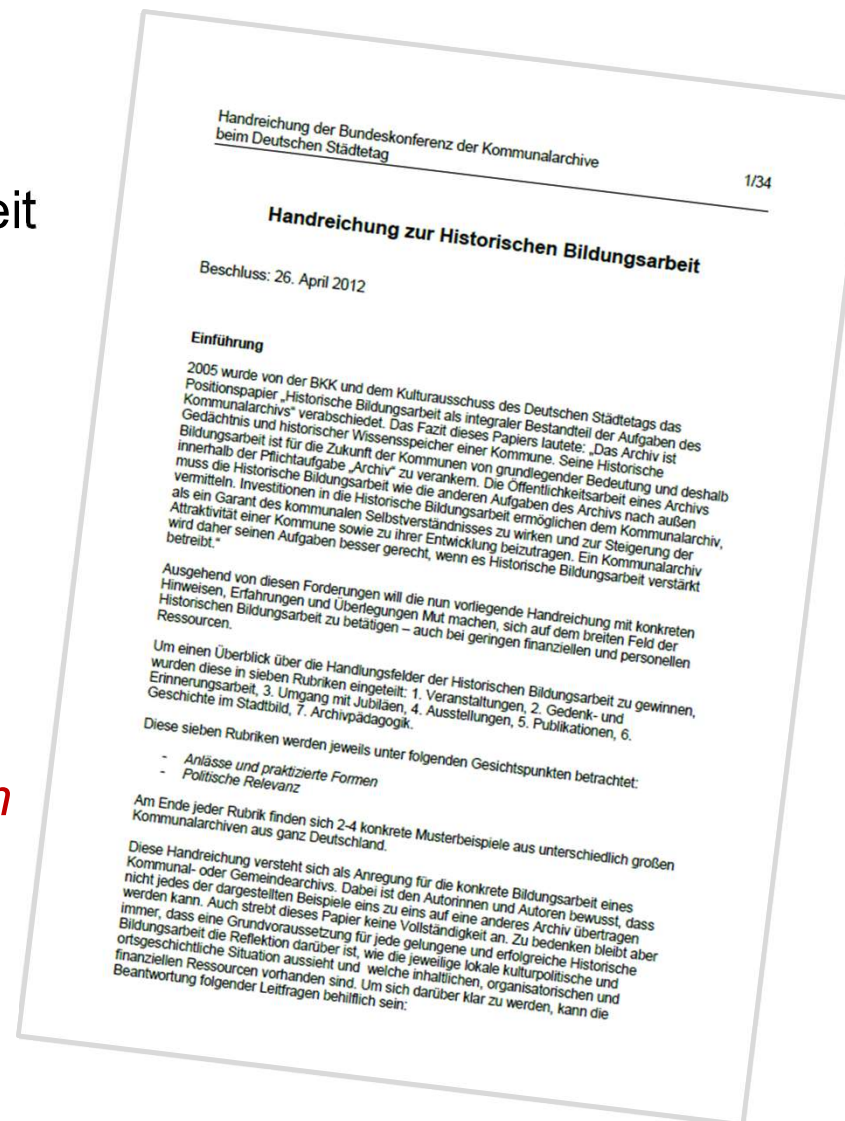 eit
n
Handreichung der Bundeskonferenz der Kommunalarchive
beim Deutschen Städtetag
1/34
Handreichung zur Historischen Bildungsarbeit
Beschluss: 26. April 2012
Einführung
2005 wurde von der BKK und dem Kulturausschuss des Deutschen Städtetags das
Positionspapier „Historische Bildungsarbeit als integraler Bestandteil der Aufgaben des
Kommunalarchivs“ verabschiedet. Das Fazit dieses Papiers lautete: „Das Archiv ist
Gedächtnis und historischer Wissensspeicher einer Kommune. Seine Historische
Bildungsarbeit ist für die Zukunft der Kommunen von grundlegender Bedeutung und deshalb
innerhalb der Pflichtaufgabe „Archiv“ zu verankern. Die Öffentlichkeitsarbeit eines Archivs
muss die Historische Bildungsarbeit wie die anderen Aufgaben des Archivs nach außen
vermitteln. Investitionen in die Historische Bildungsarbeit ermöglichen dem Kommunalarchiv,
als ein Garant des kommunalen Selbstverständnisses zu wirken und zur Steigerung der
Attraktivität einer Kommune sowie zu ihrer Entwicklung beizutragen. Ein Kommunalarchiv
wird daher seinen Aufgaben besser gerecht, wenn es Historische Bildungsarbeit verstärkt
betreibt.“
Ausgehend von diesen Forderungen will die nun vorliegende Handreichung mit konkreten
Hinweisen, Erfahrungen und Überlegungen Mut machen, sich auf dem breiten Feld der
Historischen Bildungsarbeit zu betätigen – auch bei geringen finanziellen und personellen
Ressourcen.
Um einen Überblick über die Handlungsfelder der Historischen Bildungsarbeit zu gewinnen,
wurden diese in sieben Rubriken eingeteilt: 1. Veranstaltungen, 2. Gedenk- und
Erinnerungsarbeit, 3. Umgang mit Jubiläen, 4. Ausstellungen, 5. Publikationen, 6.
Geschichte im Stadtbild, 7. Archivpädagogik.
Diese sieben Rubriken werden jeweils unter folgenden Gesichtspunkten betrachtet:
- Anlässe und praktizierte Formen
- Politische Relevanz
Am Ende jeder Rubrik finden sich 2-4 konkrete Musterbeispiele aus unterschiedlich großen
Kommunalarchiven aus ganz Deutschland.
Diese Handreichung versteht sich als Anregung für die konkrete Bildungsarbeit eines
Kommunal- oder Gemeindearchivs. Dabei ist den Autorinnen und Autoren bewusst, dass
nicht jedes der dargestellten Beispiele eins zu eins auf eine anderes Archiv übertragen
werden kann. Auch strebt dieses Papier keine Vollständigkeit an. Zu bedenken bleibt aber
immer, dass eine Grundvoraussetzung für jede gelungene und erfolgreiche Historische
Bildungsarbeit die Reflektion darüber ist, wie die jeweilige lokale kulturpolitische und
ortsgeschichtliche Situation aussieht und welche inhaltlichen, organisatorischen und
finanziellen Ressourcen vorhanden sind. Um sich darüber klar zu werden, kann die
Beantwortung folgender Leitfragen behilflich sein: